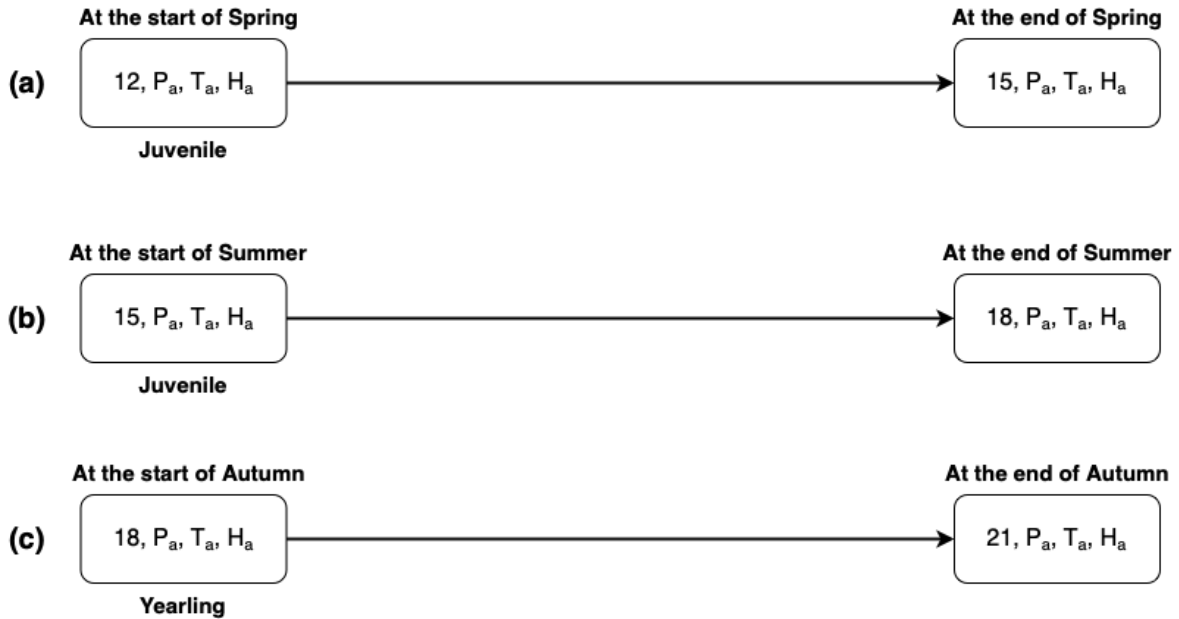 At the start of Spring
At the end of Spring
(a)
12, Pa, Ta, Ha
15, Pa, Ta, Ha
Juvenile
At the start of Summer
At the end of Summer
(b)
15, Pa, Ta, Ha
18, Pa, Ta, Ha
Juvenile
At the start of Autumn
At the end of Autumn
(c)
18, Pa, Ta, Ha
21, Pa, Ta, Ha
Yearling